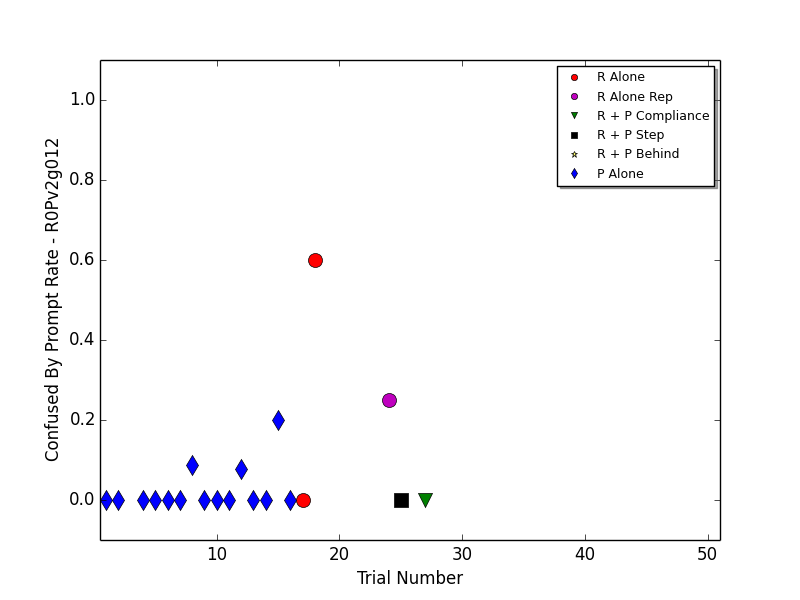 1.0
0.8
0.6
0.4
0.2
0.0
10 20 30 40 50
Trial Number
Confused By Prompt Rate - R0Pv2g012
R Alone
R Alone Rep
R + P Compliance
R + P Step
R + P Behind
P Alone